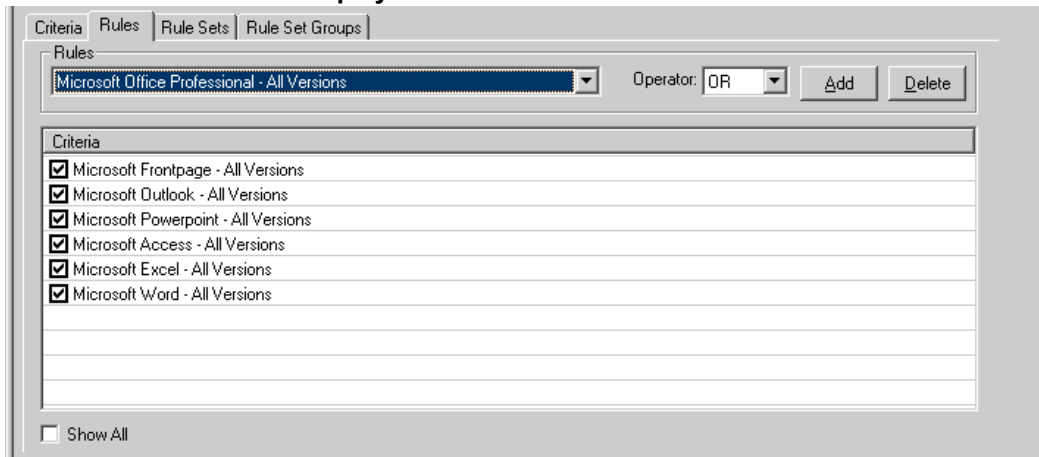 Criteria Rules Rule Sets Rule Set Groups
Rules
Microsoft Office Professional - All Versions Operator: OR Add Delete
Criteria
Microsoft Frontpage - All Versions
Microsoft Outlook - All Versions
Microsoft Powerpoint - All Versions
Microsoft Access - All Versions
Microsoft Excel - All Versions
Microsoft Word - All Versions
Show All